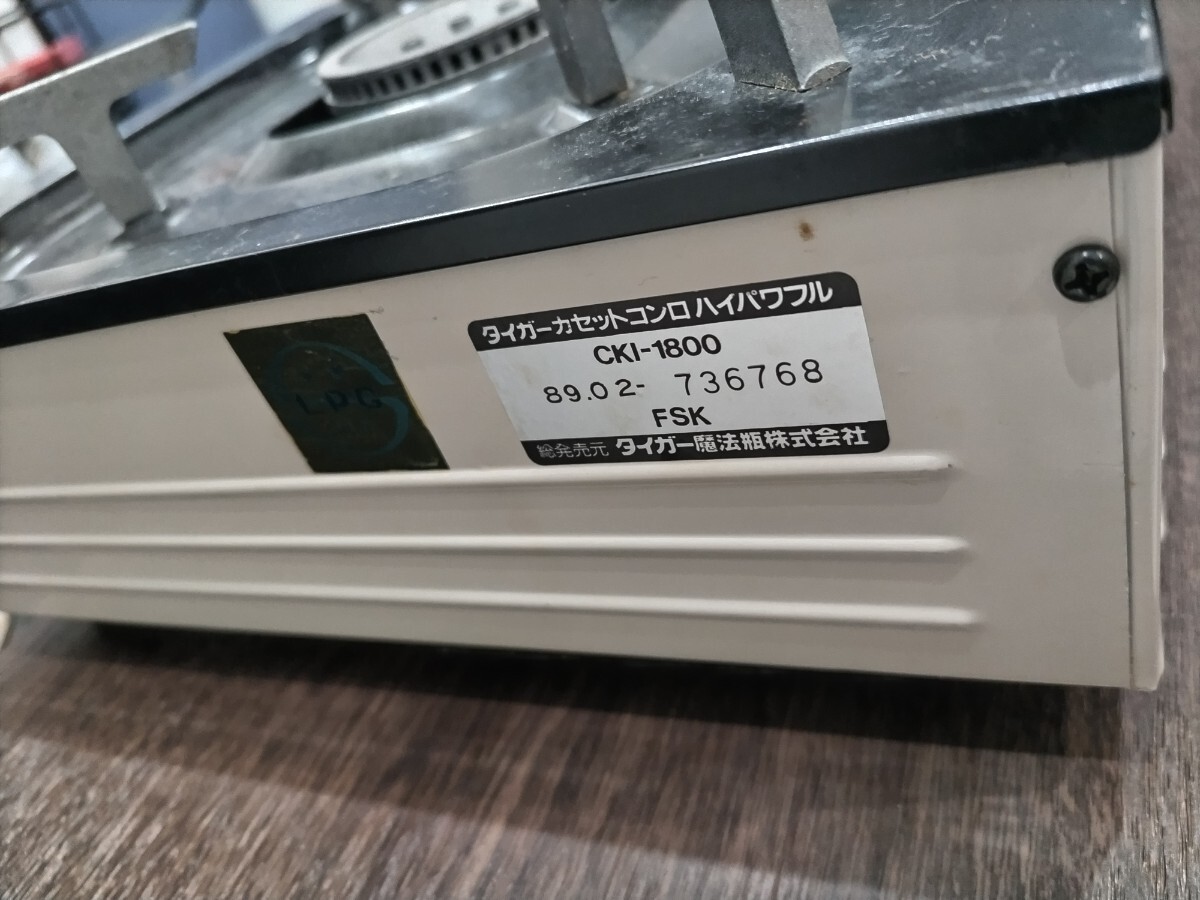 LPG
タイガーカセットコンロ ハイパワフル
CKI-1800
89.02- 736768
FSK
総発売元 タイガー魔法瓶株式会社